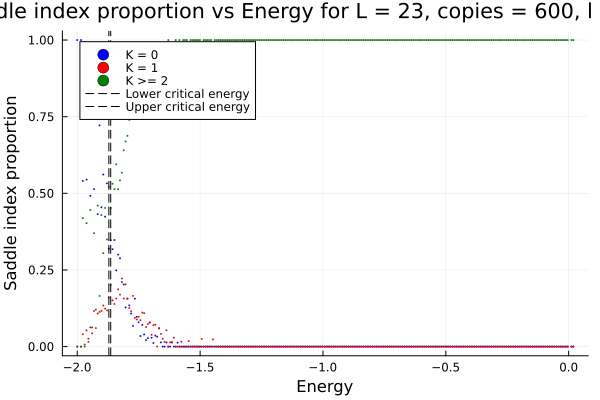 dle index proportion vs Energy for L = 23, copies = 600,
1.00
K = 0
K = 1
K >= 2
Lower critical energy
Upper critical energy
0.75
0.50
0.25
0.00
Saddle index proportion
−2.0 −1.5 −1.0 −0.5 0.0
Energy